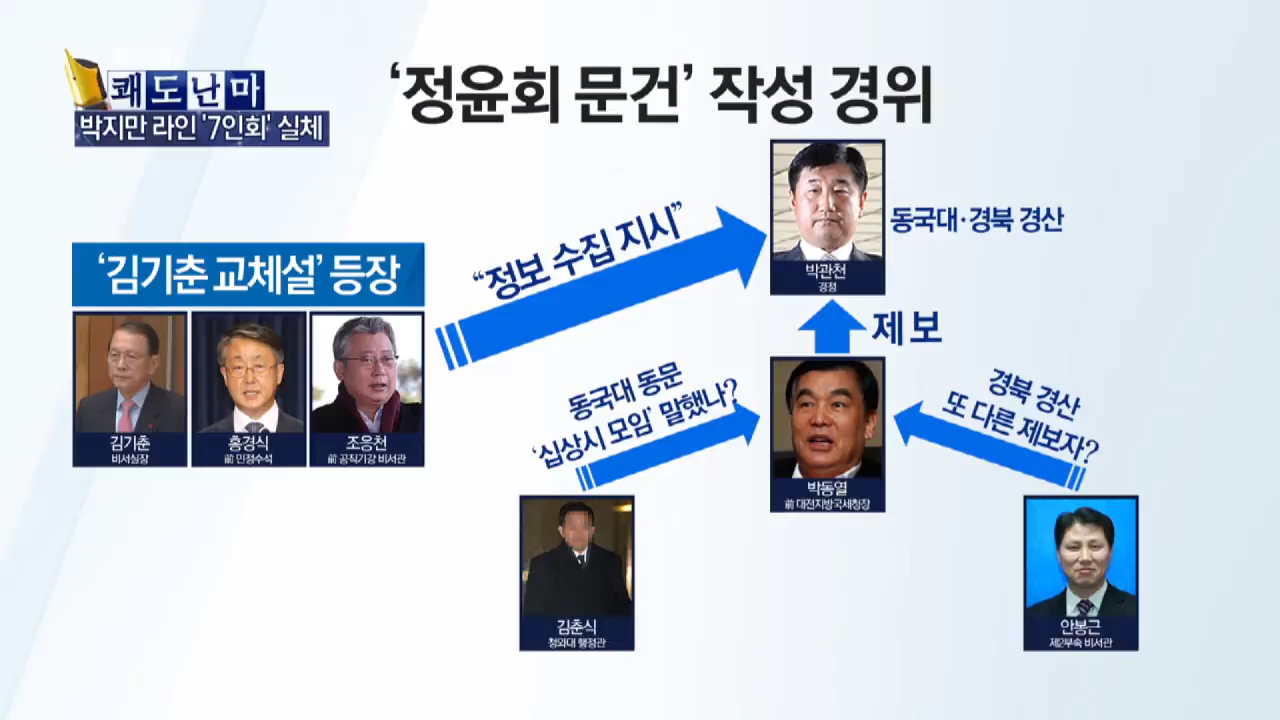 쾌도난마
박지만 라인 '7인회' 실체
‘정윤회 문건’ 작성 경위
‘김기춘 교체설’ 등장
김기춘
비서실장
홍경식
前 민정수석
조응천
前 공직기강 비서관
“정보 수집 지시”
박관천
경정
동국대·경북 경산
제 보
박동열
前 대전지방국세청장
동국대 동문
‘십상시 모임’ 말했나?
경북 경산
또 다른 제보자?
김춘식
청와대 행정관
안봉근
제2부속 비서관